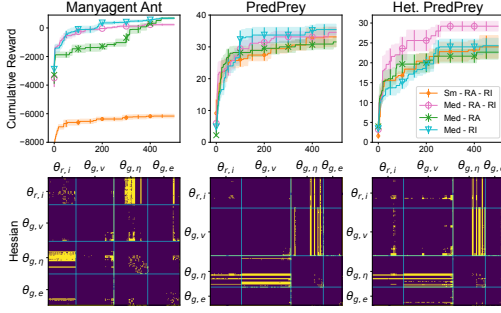 Manyagent Ant
PredPrey
Het. PredPrey
Cumulative Reward
0
−2000
−4000
−6000
−8000
0 200 400
40
30
20
10
0
0 200 400
30
25
20
15
10
5
0 200 400
Sm - RA - RI
Med - RA - RI
Med - RA
Med - RI
θr, i θg, v θg, η θg, e
θr, i θg, v θg, η θg, e
θr, i θg, v θg, η θg, e
Hessian
θr, i
θg, v
θg, η
θg, e
θr, i
θg, v
θg, η
θg, e
θr, i
θg, v
θg, η
θg, e